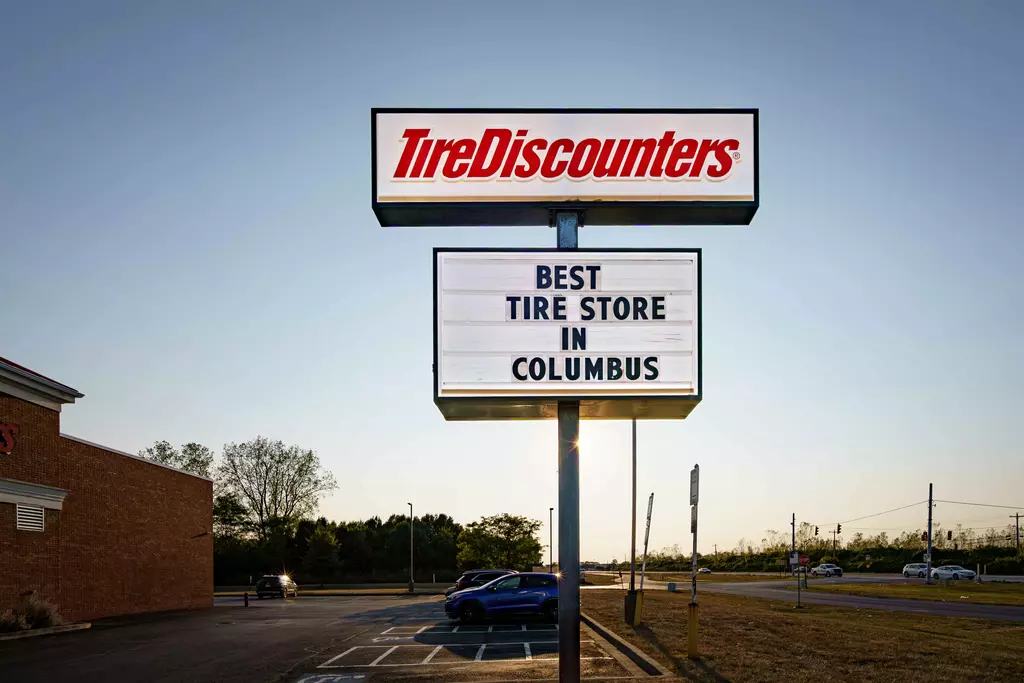 TireDiscounters®
BEST
TIRE STORE
IN
COLUMBUS